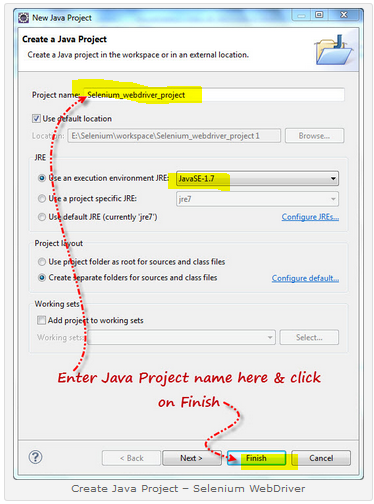 New Java Project
Create a Java Project
Create a Java project in the workspace or in an external location.
Project name: Selenium_webdriver_project
Use default location
Location: E:\Selenium\workspace\Selenium_webdriver_project 1 Browse...
JRE
Use an execution environment JRE: JavaSE-1.7
Use a project specific JRE: jre7
Use default JRE (currently 'jre7') Configure JREs...
Project layout
Use project folder as root for sources and class files
Create separate folders for sources and class files Configure default...
Working sets
Add project to working sets
Working sets: Select...
Enter Java Project name here & click
on Finish
? < Back Next > Finish Cancel
Create Java Project – Selenium WebDriver